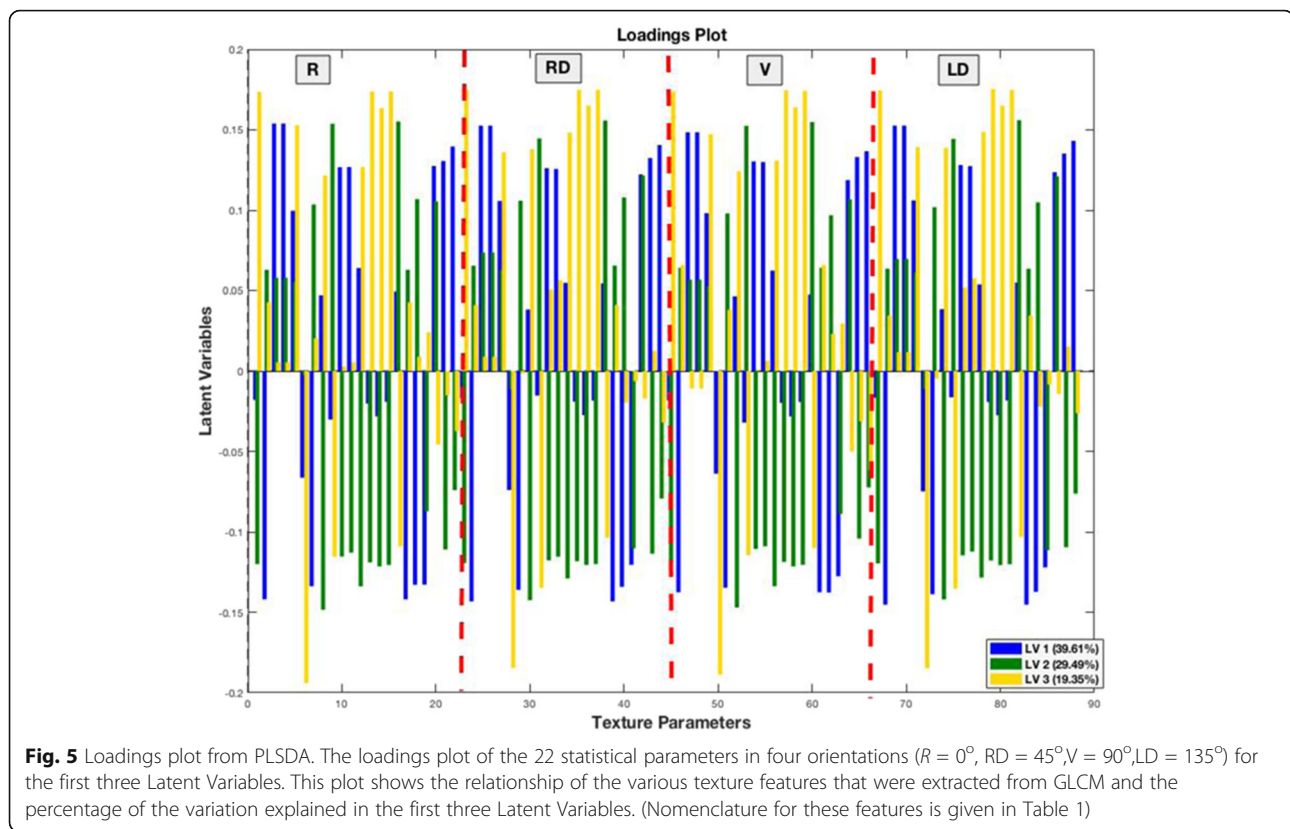 Loadings Plot
R RD V LD
0.2
0.15
0.1
0.05
0
-0.05
-0.1
-0.15
-0.2
Latent Variables
LV 1 (39.61%)
LV 2 (29.49%)
LV 3 (19.35%)
0 10 20 30 40 50 60 70 80 90
Texture Parameters
Fig. 5 Loadings plot from PLSDA. The loadings plot of the 22 statistical parameters in four orientations (R = 0°, RD = 45°,V = 90°,LD = 135°) for
the first three Latent Variables. This plot shows the relationship of the various texture features that were extracted from GLCM and the
percentage of the variation explained in the first three Latent Variables. (Nomenclature for these features is given in Table 1)